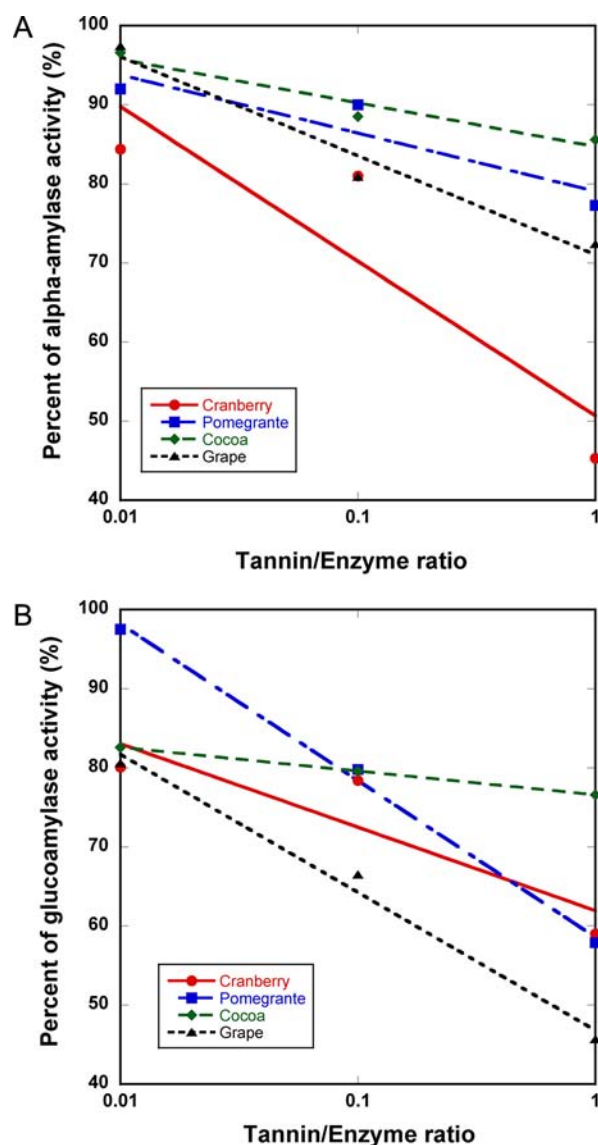 A
Percent of alpha-amylase activity (%)
100
90
80
70
60
50
40
Cranberry
Pomegrante
Cocoa
Grape
0.01
0.1
1
Tannin/Enzyme ratio
B
Percent of glucoamylase activity (%)
100
90
80
70
60
50
40
Cranberry
Pomegrante
Cocoa
Grape
0.01
0.1
1
Tannin/Enzyme ratio